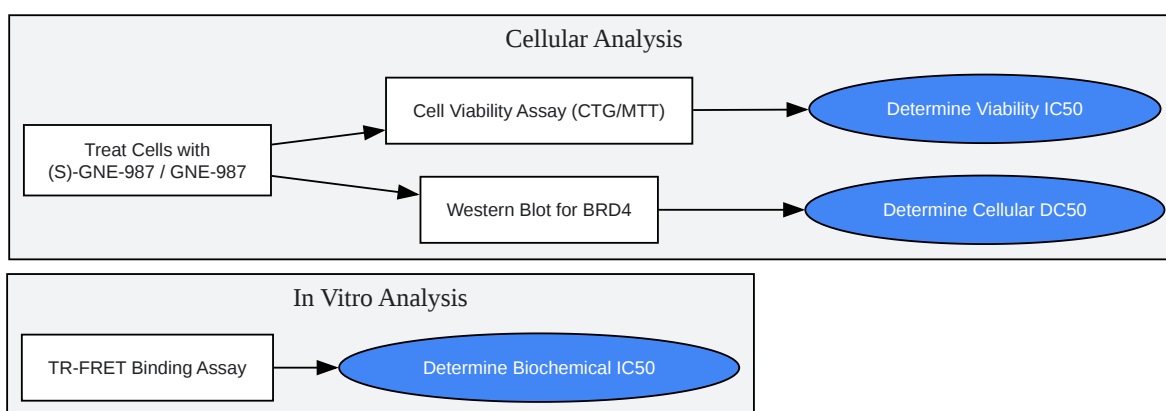 Cellular Analysis
Cell Viability Assay (CTG/MTT)
Determine Viability IC50
Treat Cells with
(S)-GNE-987 / GNE-987
Western Blot for BRD4
Determine Cellular DC50
In Vitro Analysis
TR-FRET Binding Assay
Determine Biochemical IC50